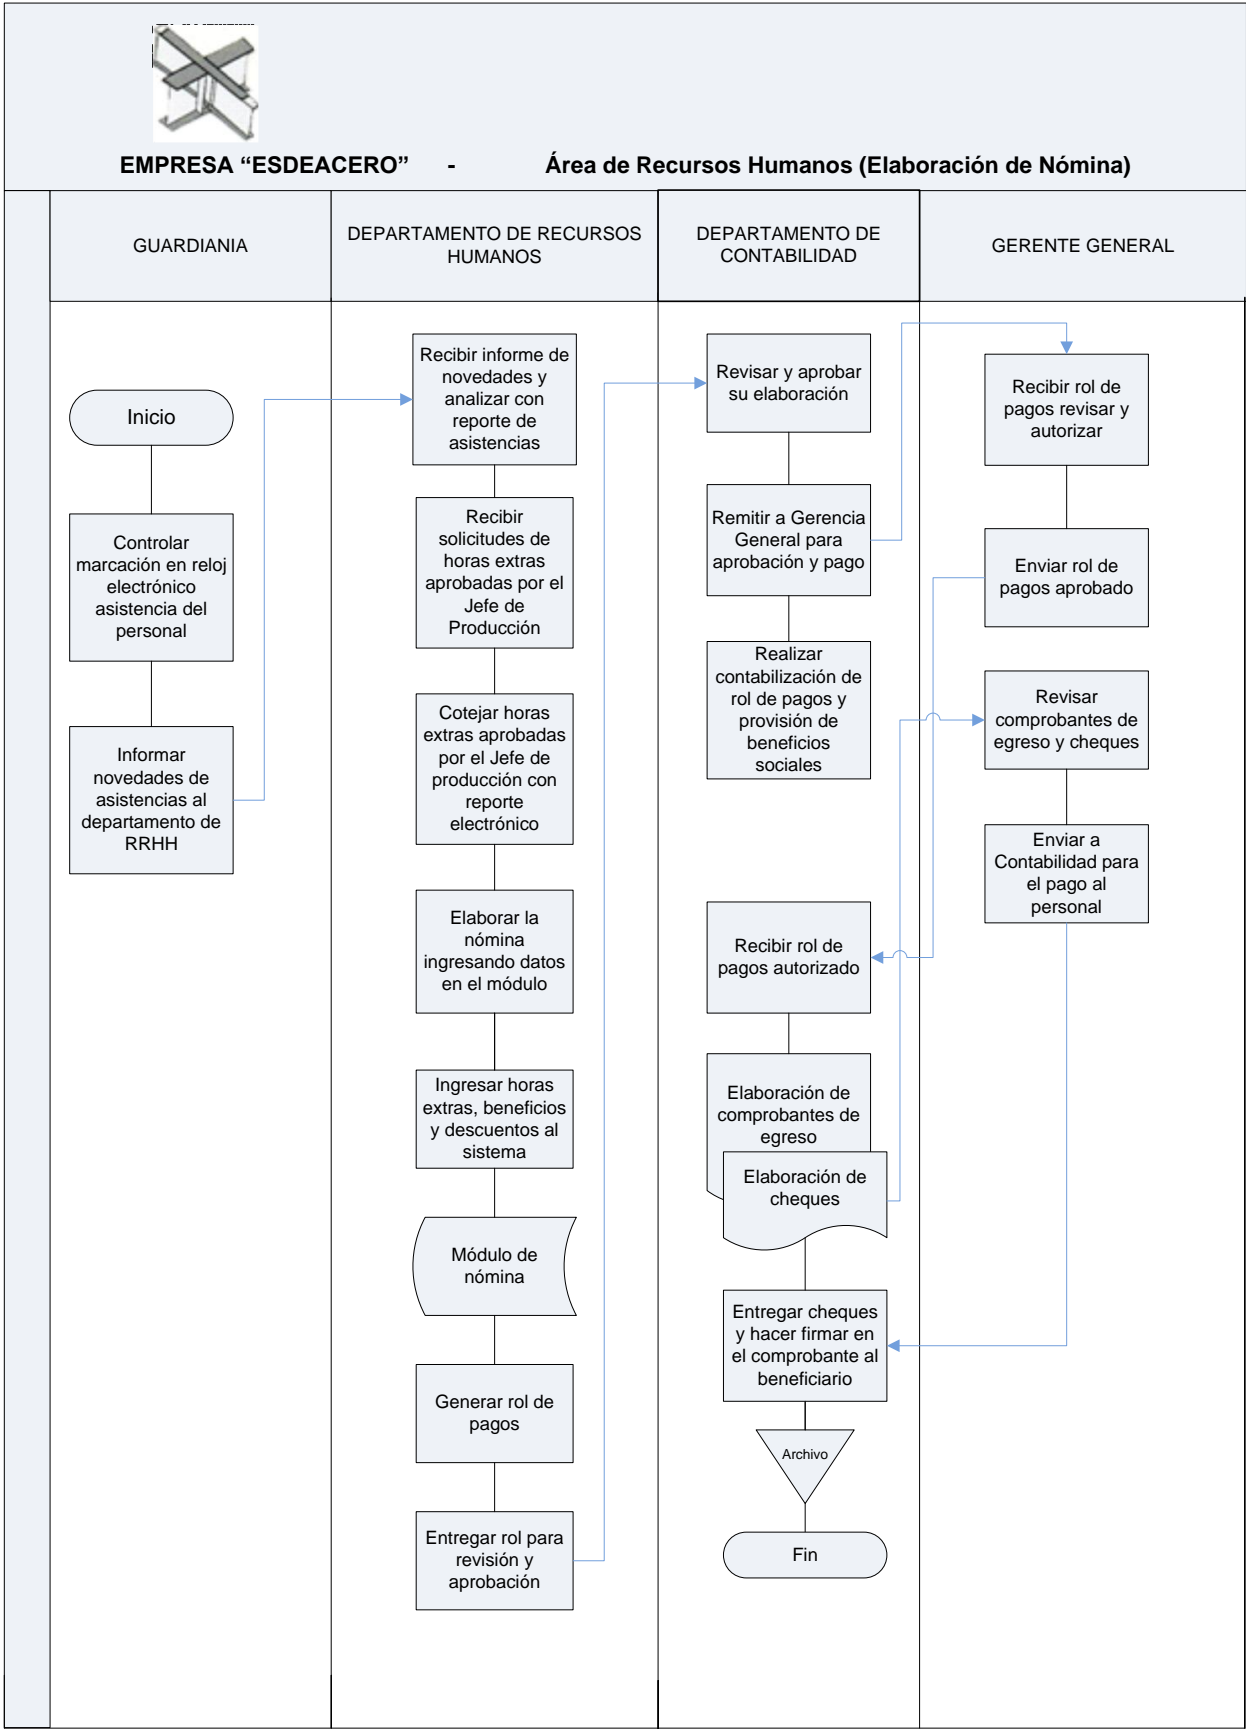 EMPRESA “ESDEACERO” - Área de Recursos Humanos (Elaboración de Nómina)
GUARDIANIA
DEPARTAMENTO DE RECURSOS
HUMANOS
DEPARTAMENTO DE
CONTABILIDAD
GERENTE GENERAL
Inicio
Controlar
marcación en reloj
electrónico
asistencia del
personal
Informar
novedades de
asistencias al
departamento de
RRHH
Recibir informe de
novedades y
analizar con
reporte de
asistencias
Recibir
solicitudes de
horas extras
aprobadas por el
Jefe de
Producción
Cotejar horas
extras aprobadas
por el Jefe de
producción con
reporte
electrónico
Elaborar la
nómina
ingresando datos
en el módulo
Ingresar horas
extras, beneficios
y descuentos al
sistema
Módulo de
nómina
Generar rol de
pagos
Entregar rol para
revisión y
aprobación
Revisar y aprobar
su elaboración
Remitir a Gerencia
General para
aprobación y pago
Realizar
contabilización de
rol de pagos y
provisión de
beneficios
sociales
Recibir rol de
pagos autorizado
Elaboración de
comprobantes de
egreso
Elaboración de
cheques
Entregar cheques
y hacer firmar en
el comprobante al
beneficiario
Archivo
Fin
Recibir rol de
pagos revisar y
autorizar
Enviar rol de
pagos aprobado
Revisar
comprobantes de
egreso y cheques
Enviar a
Contabilidad para
el pago al
personal